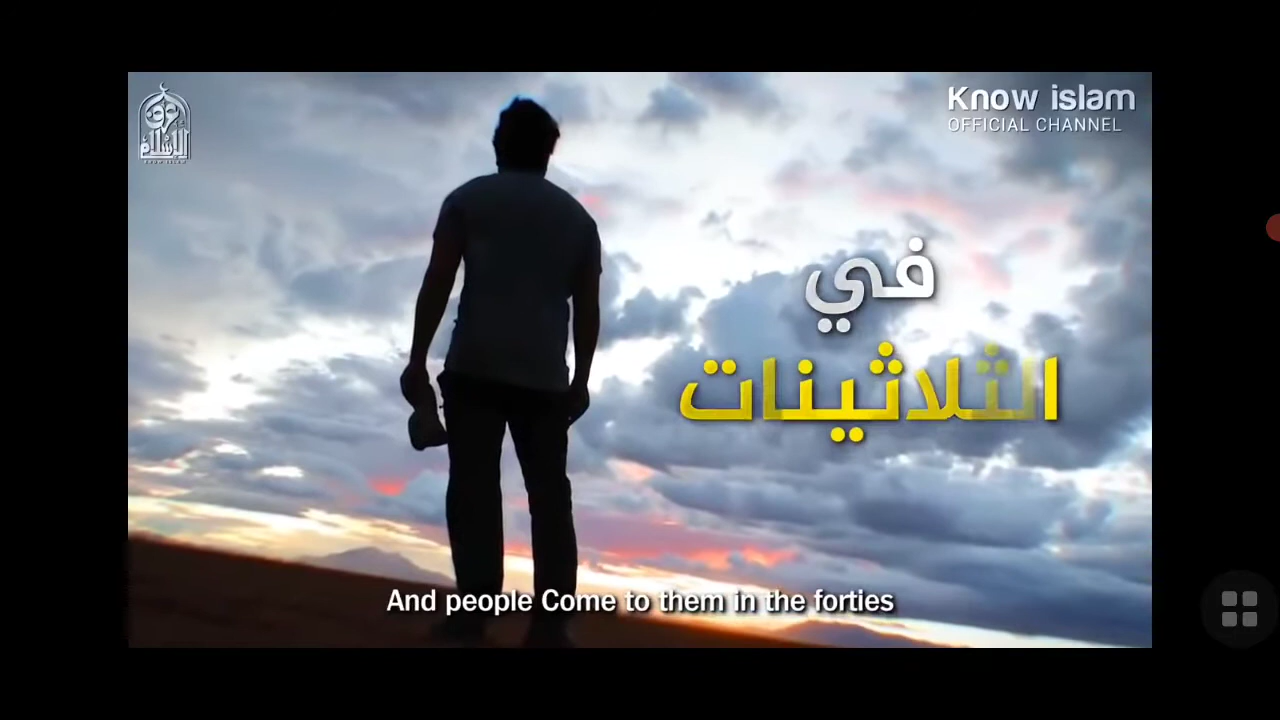 Know islam
OFFICIAL CHANNEL
في
الثلاثينات
And people Come to them in the forties